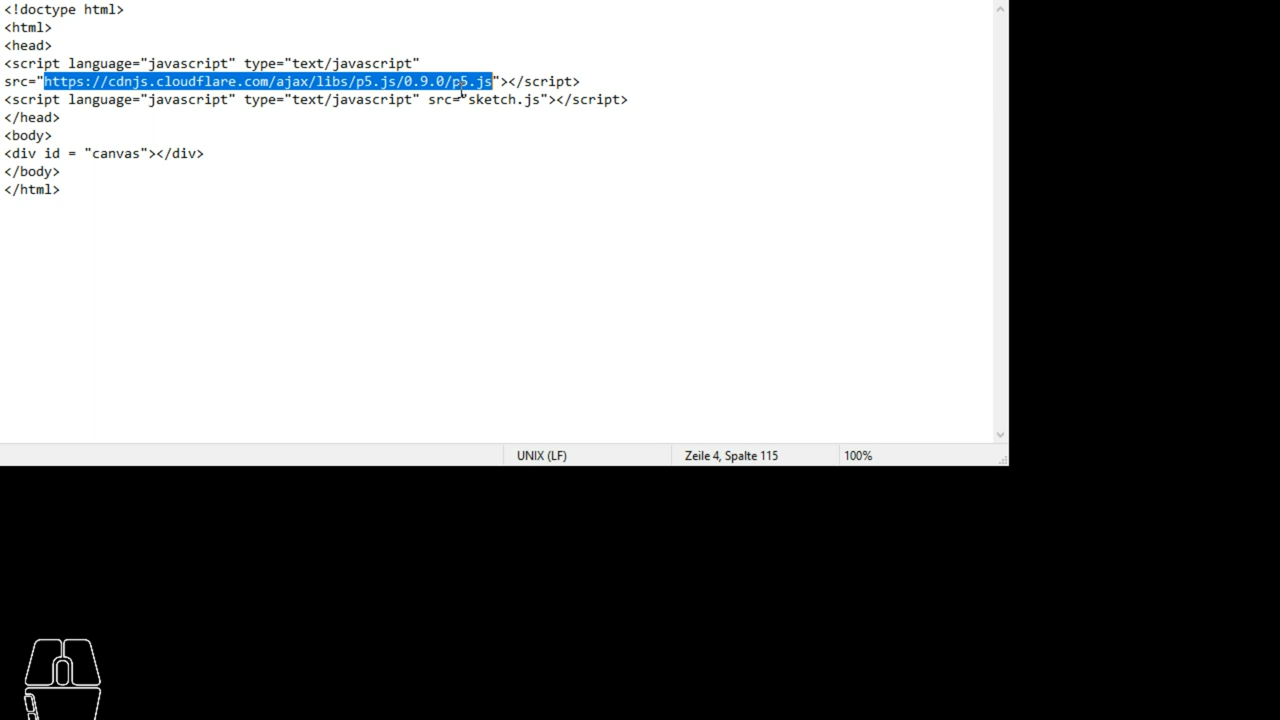 <!doctype html>
<html>
<head>
<script language="javascript" type="text/javascript"
src="https://cdnjs.cloudflare.com/ajax/libs/p5.js/0.9.0/p5.js"></script>
<script language="javascript" type="text/javascript" src="sketch.js"></script>
</head>
<body>
<div id = "canvas"></div>
</body>
</html>
UNIX (LF) Zeile 4, Spalte 115 100%